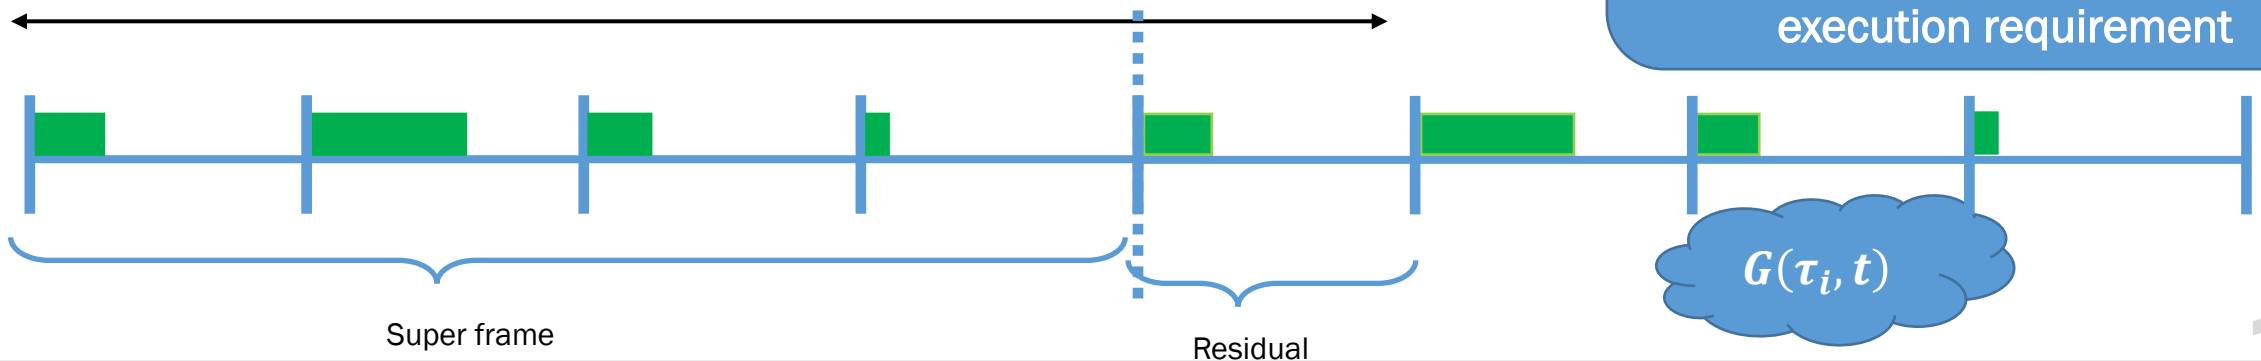 execution requirement
G(τᵢ, t)
Super frame
Residual